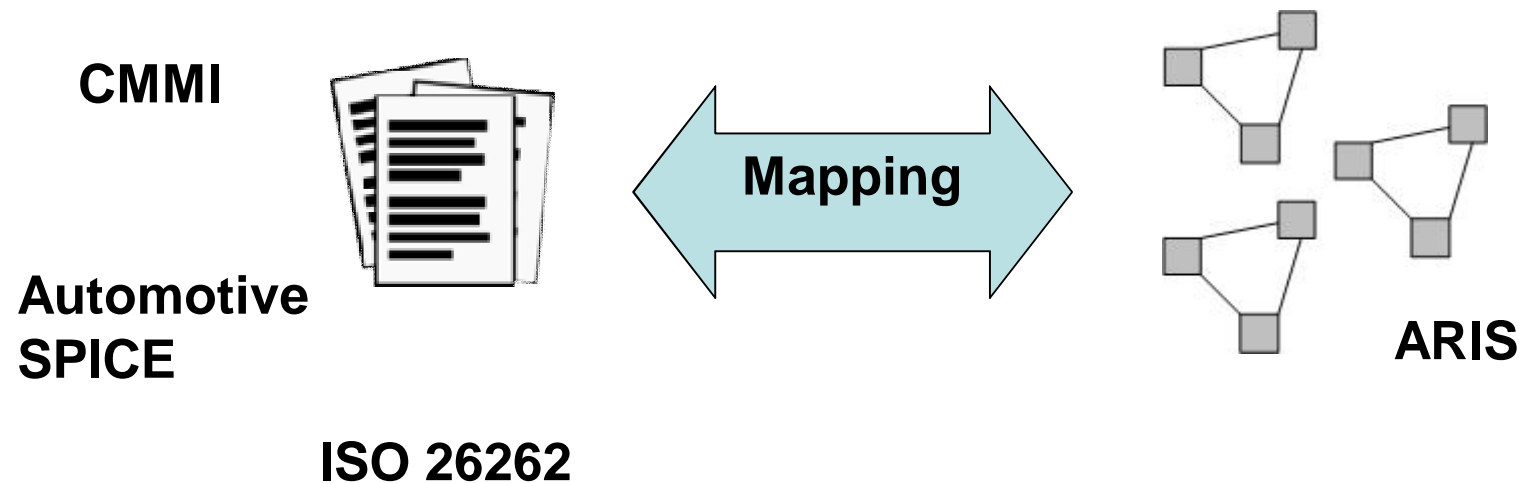 CMMI
Mapping
Automotive
SPICE
ARIS
ISO 26262